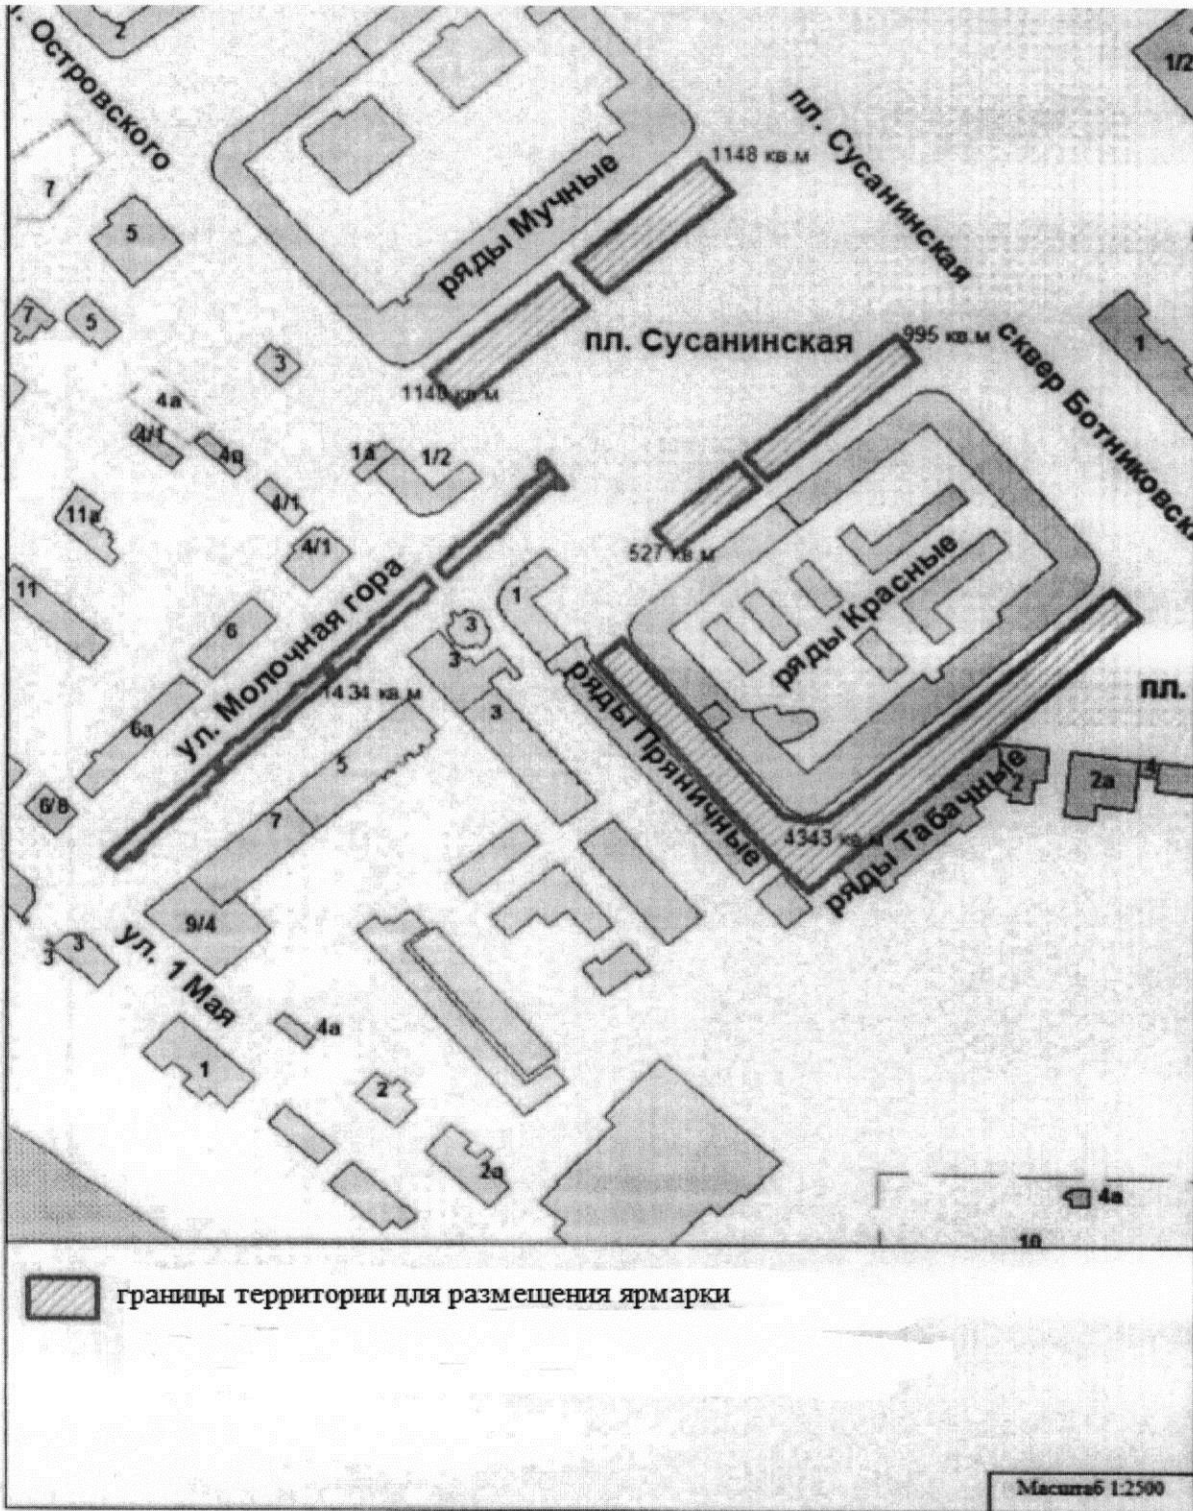 . Островского
2
1/2
7
5
1148 кв.м
пл. Сусанинская
ряды Мучные
7
5
3
пл. Сусанинская
995 кв.м
сквер Ботниковск
1
4а
4/1
4/1
1140 кв.м
1а
1/2
11а
4/1
527 кв.м
11
6
ул. Молочная гора
1
3
3
ряды Красные
1434 кв.м
3
ряды Пряничные
пл.
6а
5
6/8
7
4343 кв.м
ряды Табачные
2
2а
4
9/4
3
3
ул. 1 Мая
4а
1
2
2а
4а
10
границы территории для размещения ярмарки
Масштаб 1:2500